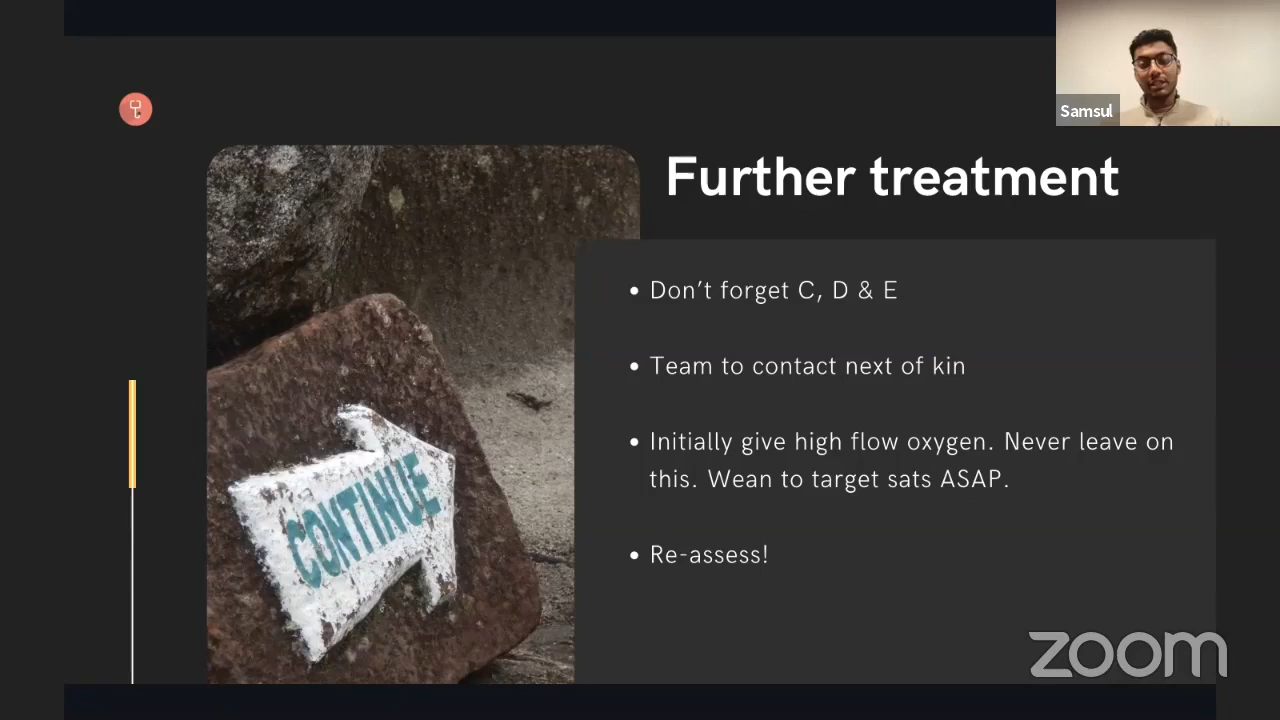 Samsul
Further treatment
• Don't forget C, D & E
• Team to contact next of kin
• Initially give high flow oxygen. Never leave on
this. Wean to target sats ASAP.
• Re-assess!
CONTINUE
zoom